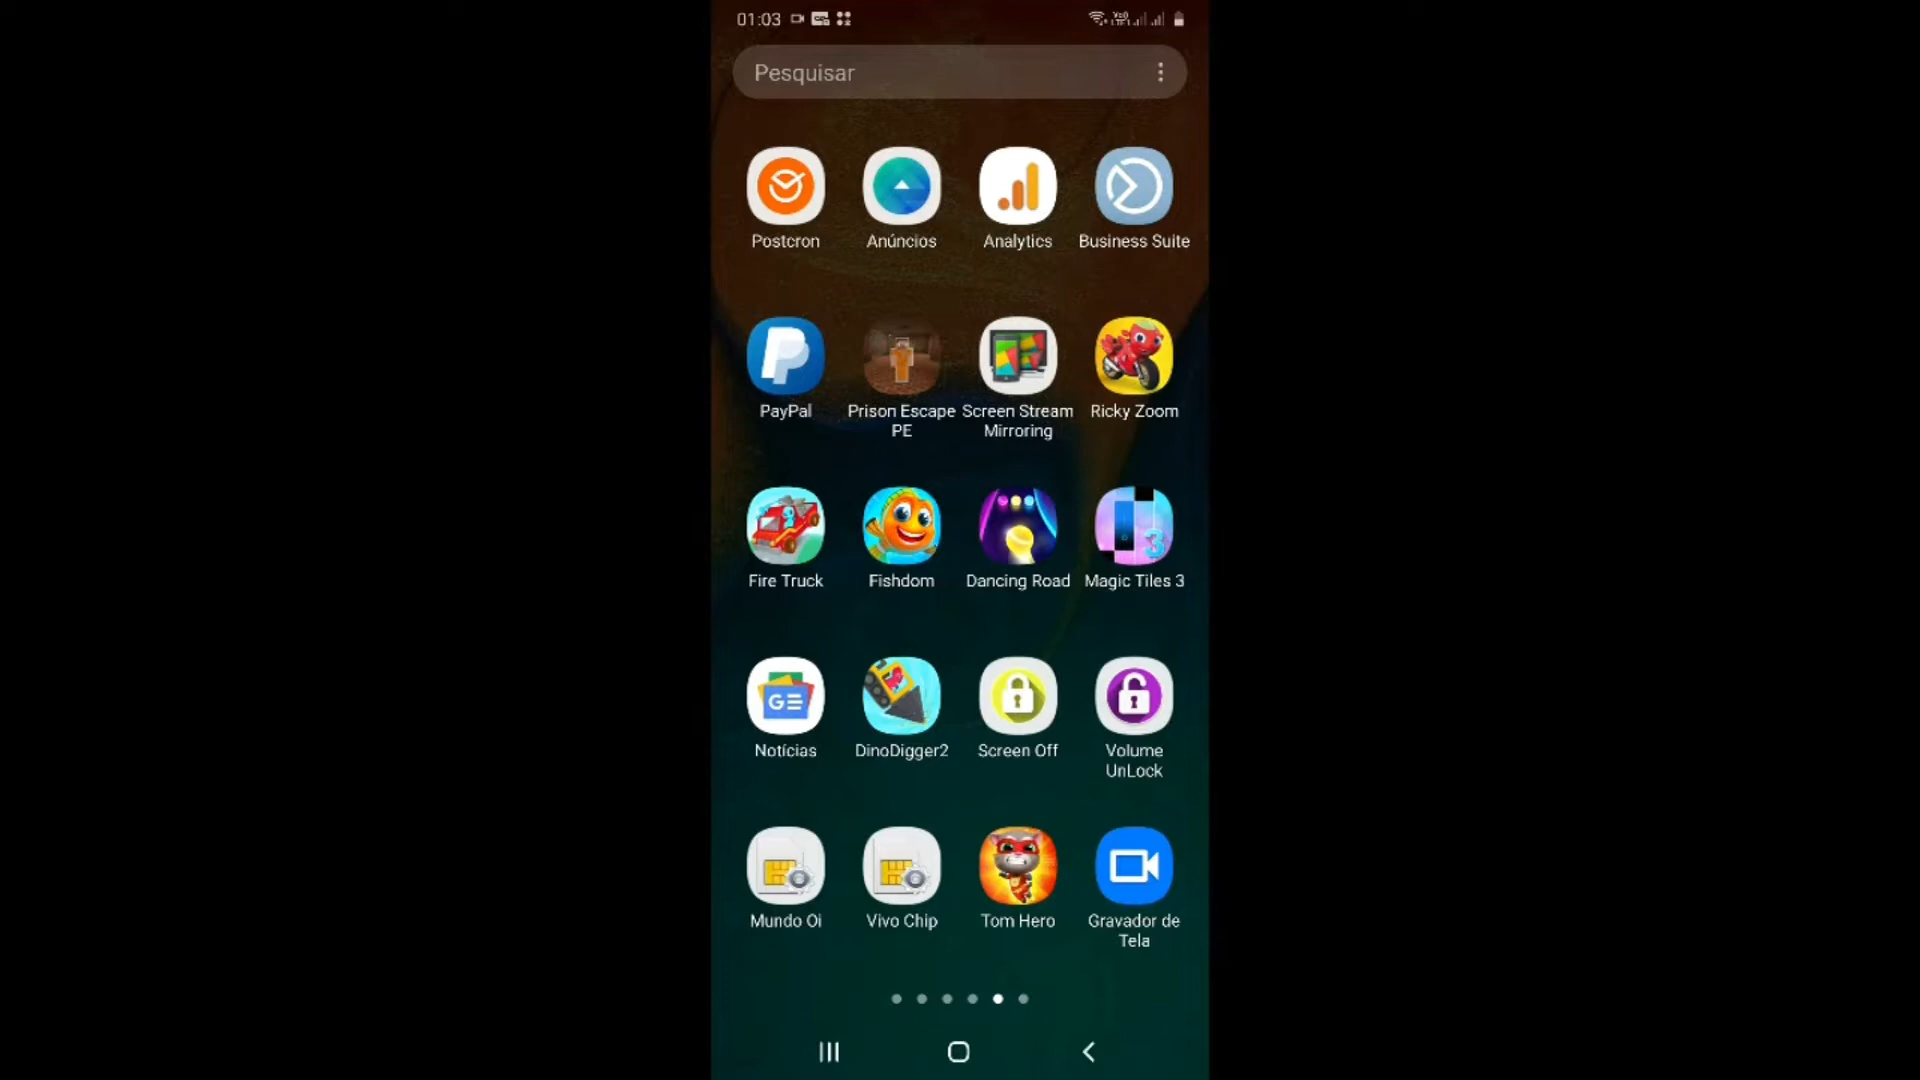 01:03
Pesquisar
Postcron
Anúncios
Analytics
Business Suite
PayPal
Prison Escape
PE
Screen Stream
Mirroring
Ricky Zoom
3
Fire Truck
Fishdom
Dancing Road
Magic Tiles 3
GE
Notícias
DinoDigger2
Screen Off
Volume
UnLock
Mundo Oi
Vivo Chip
Tom Hero
Gravador de
Tela